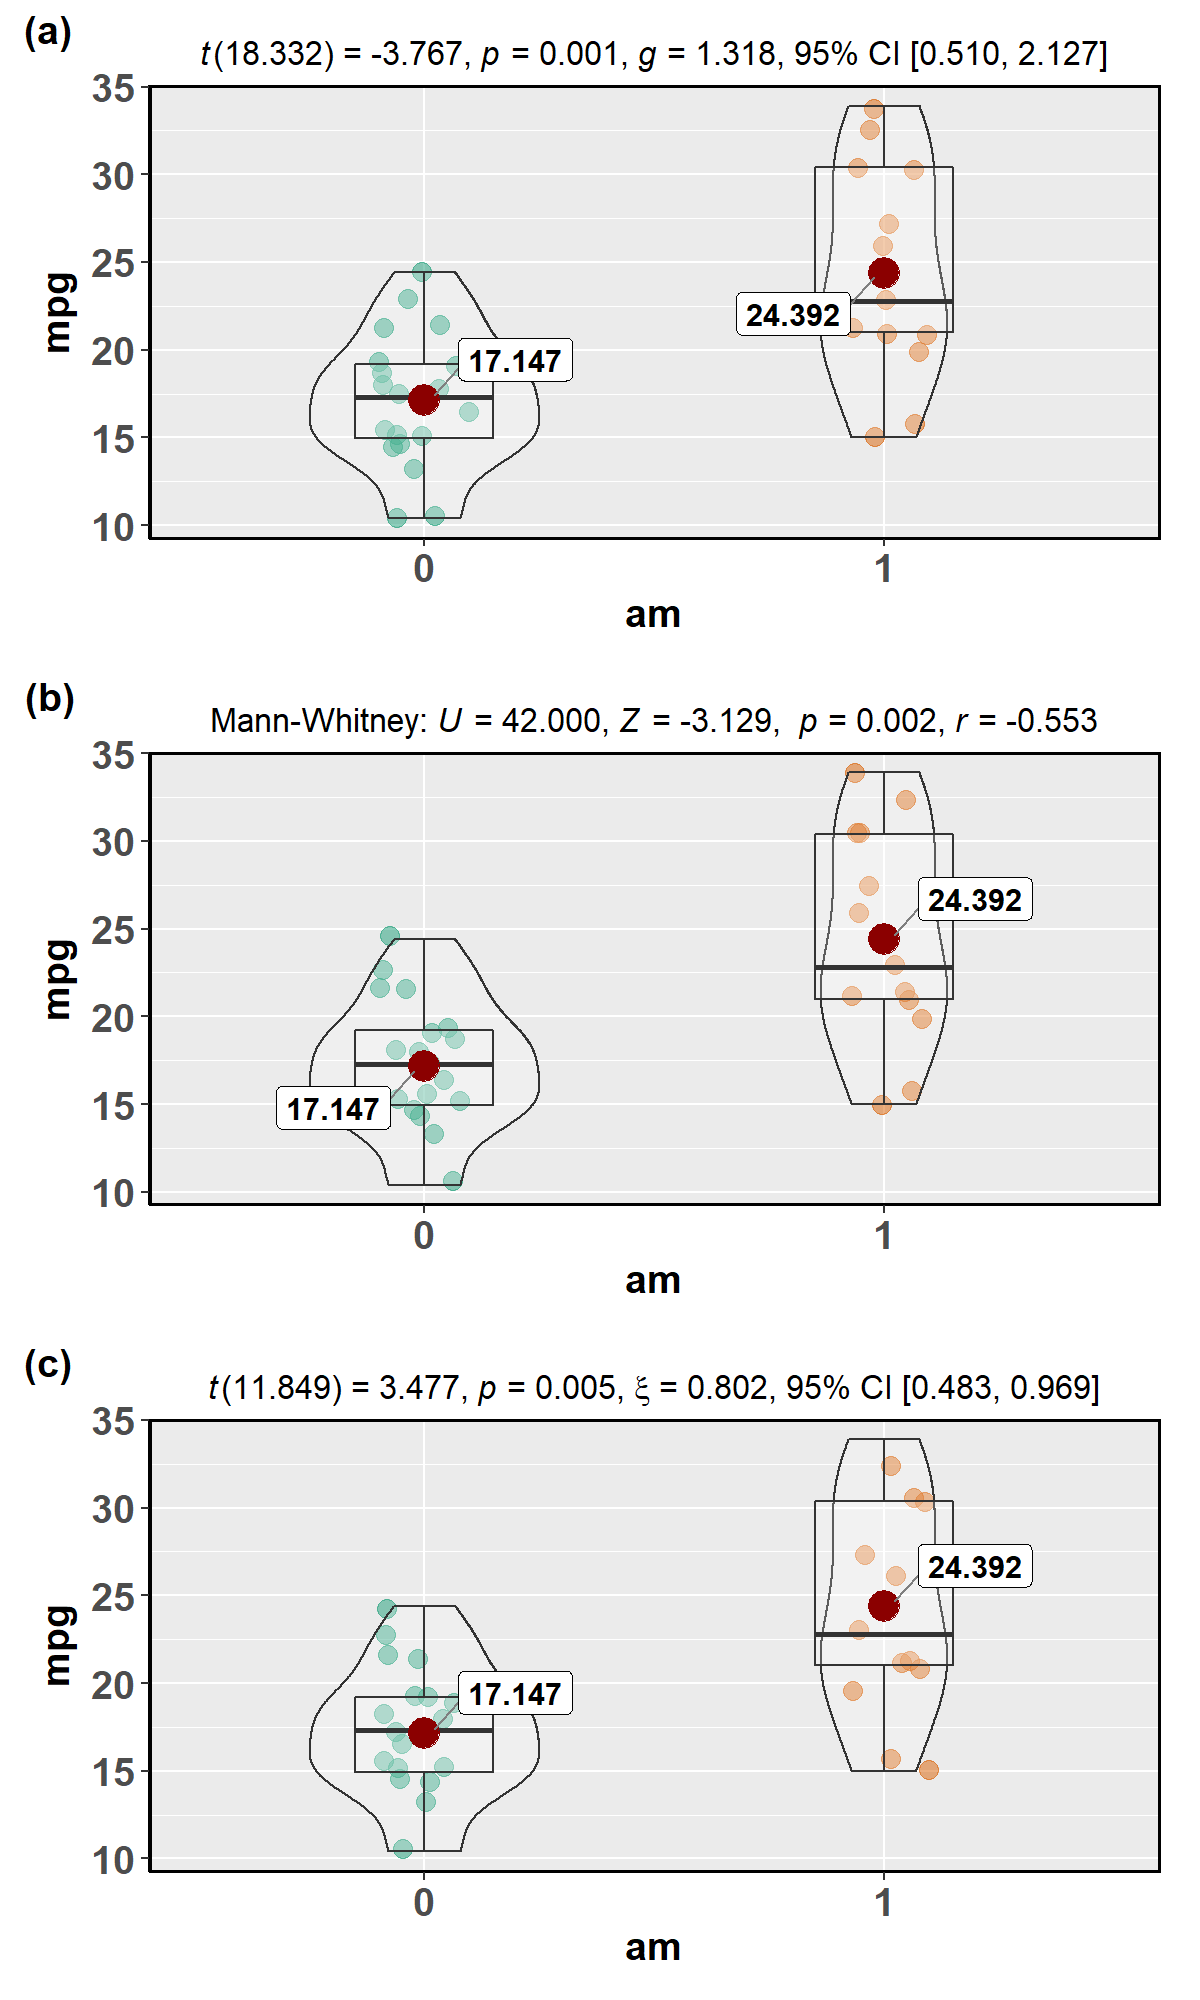 (a)
t(18.332) = -3.767, p = 0.001, g = 1.318, 95% CI [0.510, 2.127]
35
30
25
20
15
10
mpg
24.392
17.147
0 1
am
(b)
Mann-Whitney: U = 42.000, Z = -3.129, p = 0.002, r = -0.553
35
30
25
20
15
10
mpg
24.392
17.147
0 1
am
(c)
t(11.849) = 3.477, p = 0.005, ξ = 0.802, 95% CI [0.483, 0.969]
35
30
25
20
15
10
mpg
24.392
17.147
0 1
am